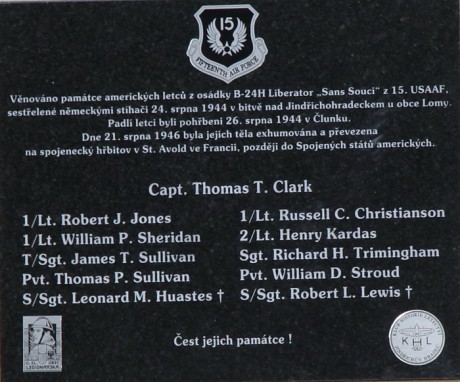 15
FIFTEENTH AIR FORCE
Věnováno památce amerických letců z osádky B-24H Liberator „Sans Souci" z 15. USAAF,
sestřelené německými stíhači 24. srpna 1944 v bitvě nad Jindřichohradeckem u obce Lomy.
Padlí letci byli pohřbeni 26. srpna 1944 v Člunku.
Dne 21. srpna 1946 byla jejich těla exhumována a převezena
na spojenecký hřbitov v St. Avold ve Francii, později do Spojených států amerických.
Capt. Thomas T. Clark
1/Lt. Robert J. Jones
1/Lt. William P. Sheridan
T/Sgt. James T. Sullivan
Pvt. Thomas P. Sullivan
S/Sgt. Leonard M. Huastes †
1/Lt. Russell C. Christianson
2/Lt. Henry Kardas
Sgt. Richard H. Trimingham
Pvt. William D. Stroud
S/Sgt. Robert L. Lewis †
Čest jejich památce !
KHL